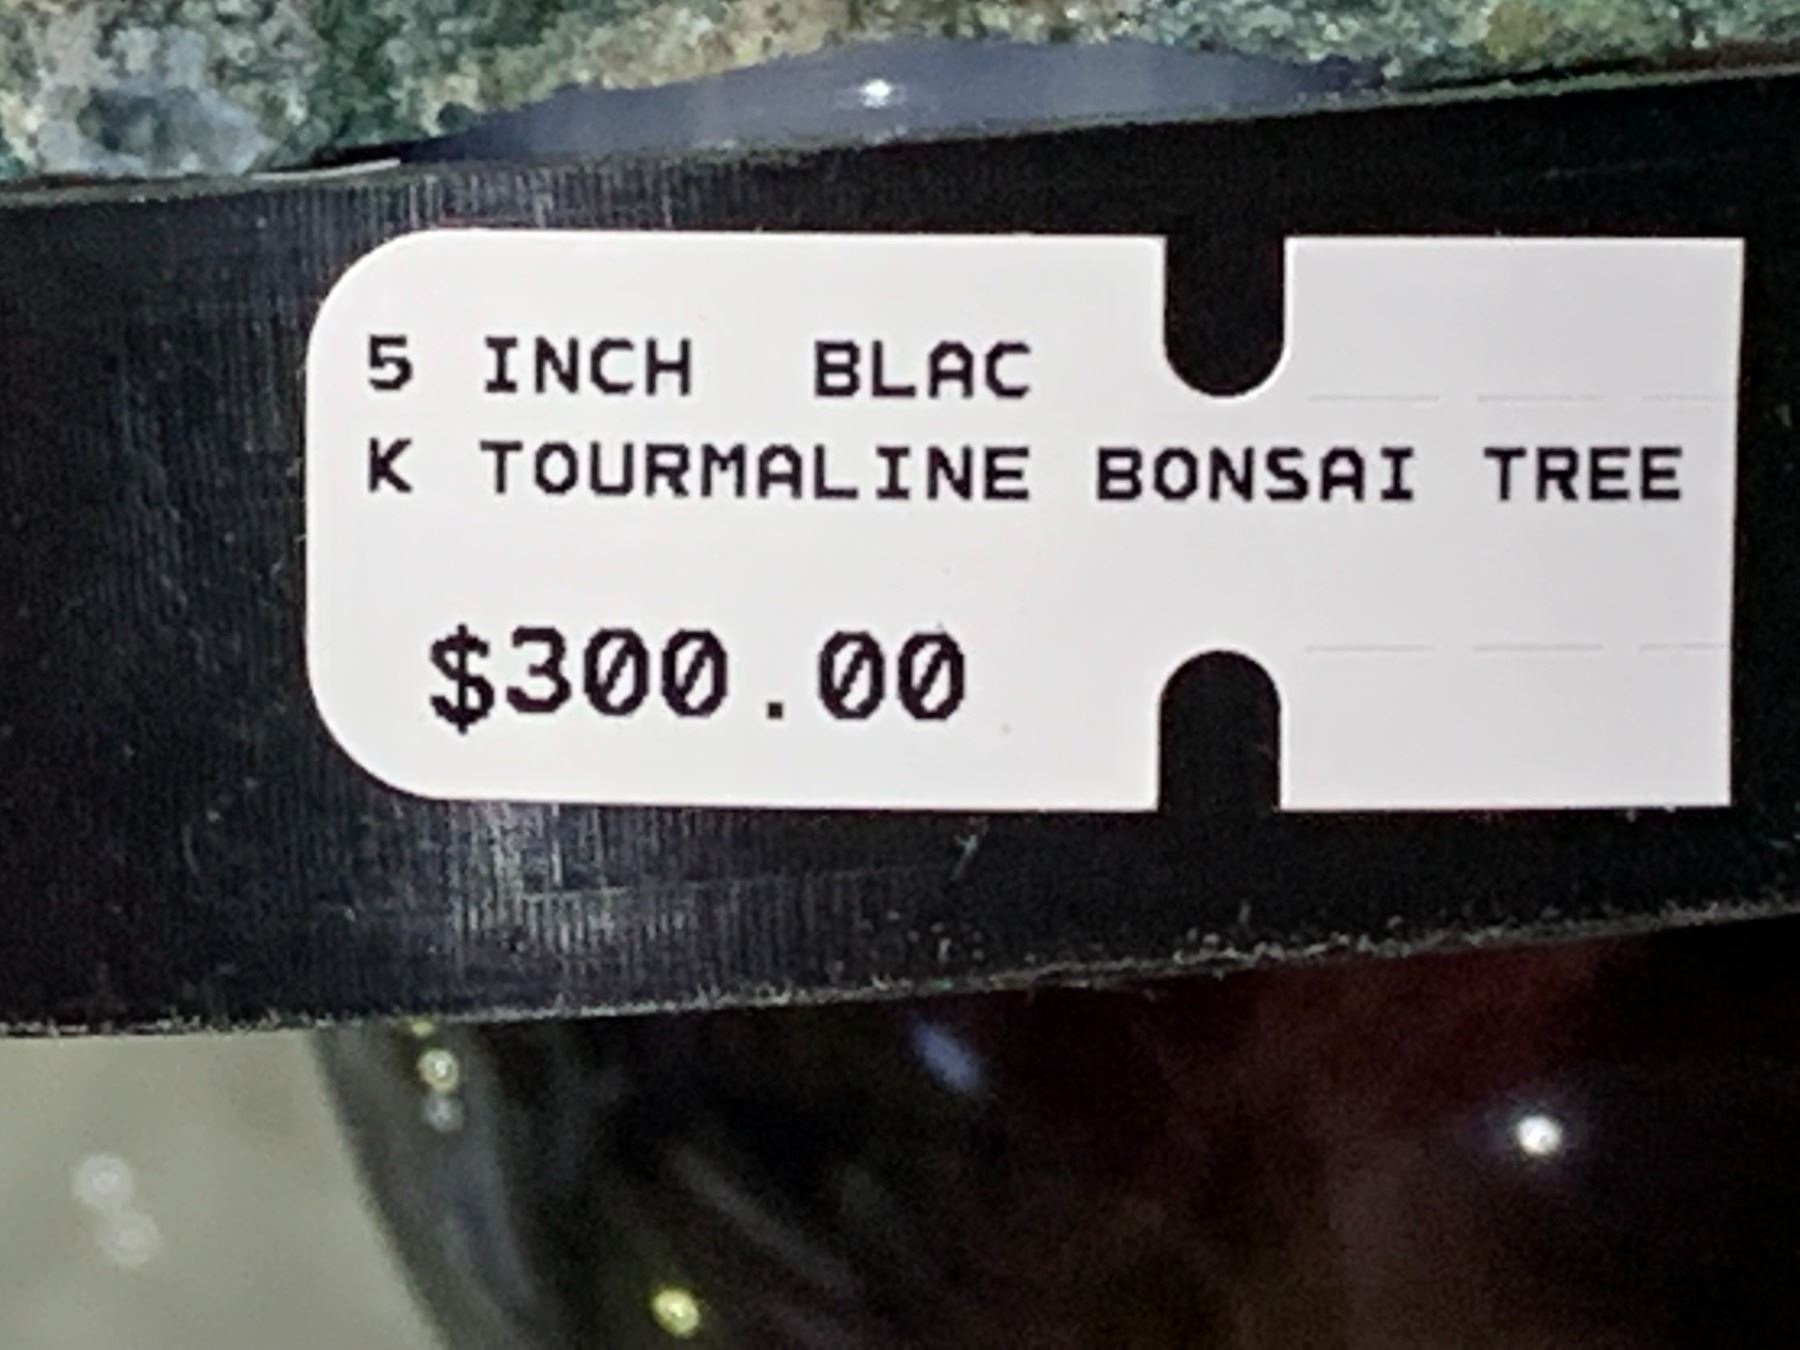 5 INCH  BLAC
K TOURMALINE BONSAI TREE
$300.00